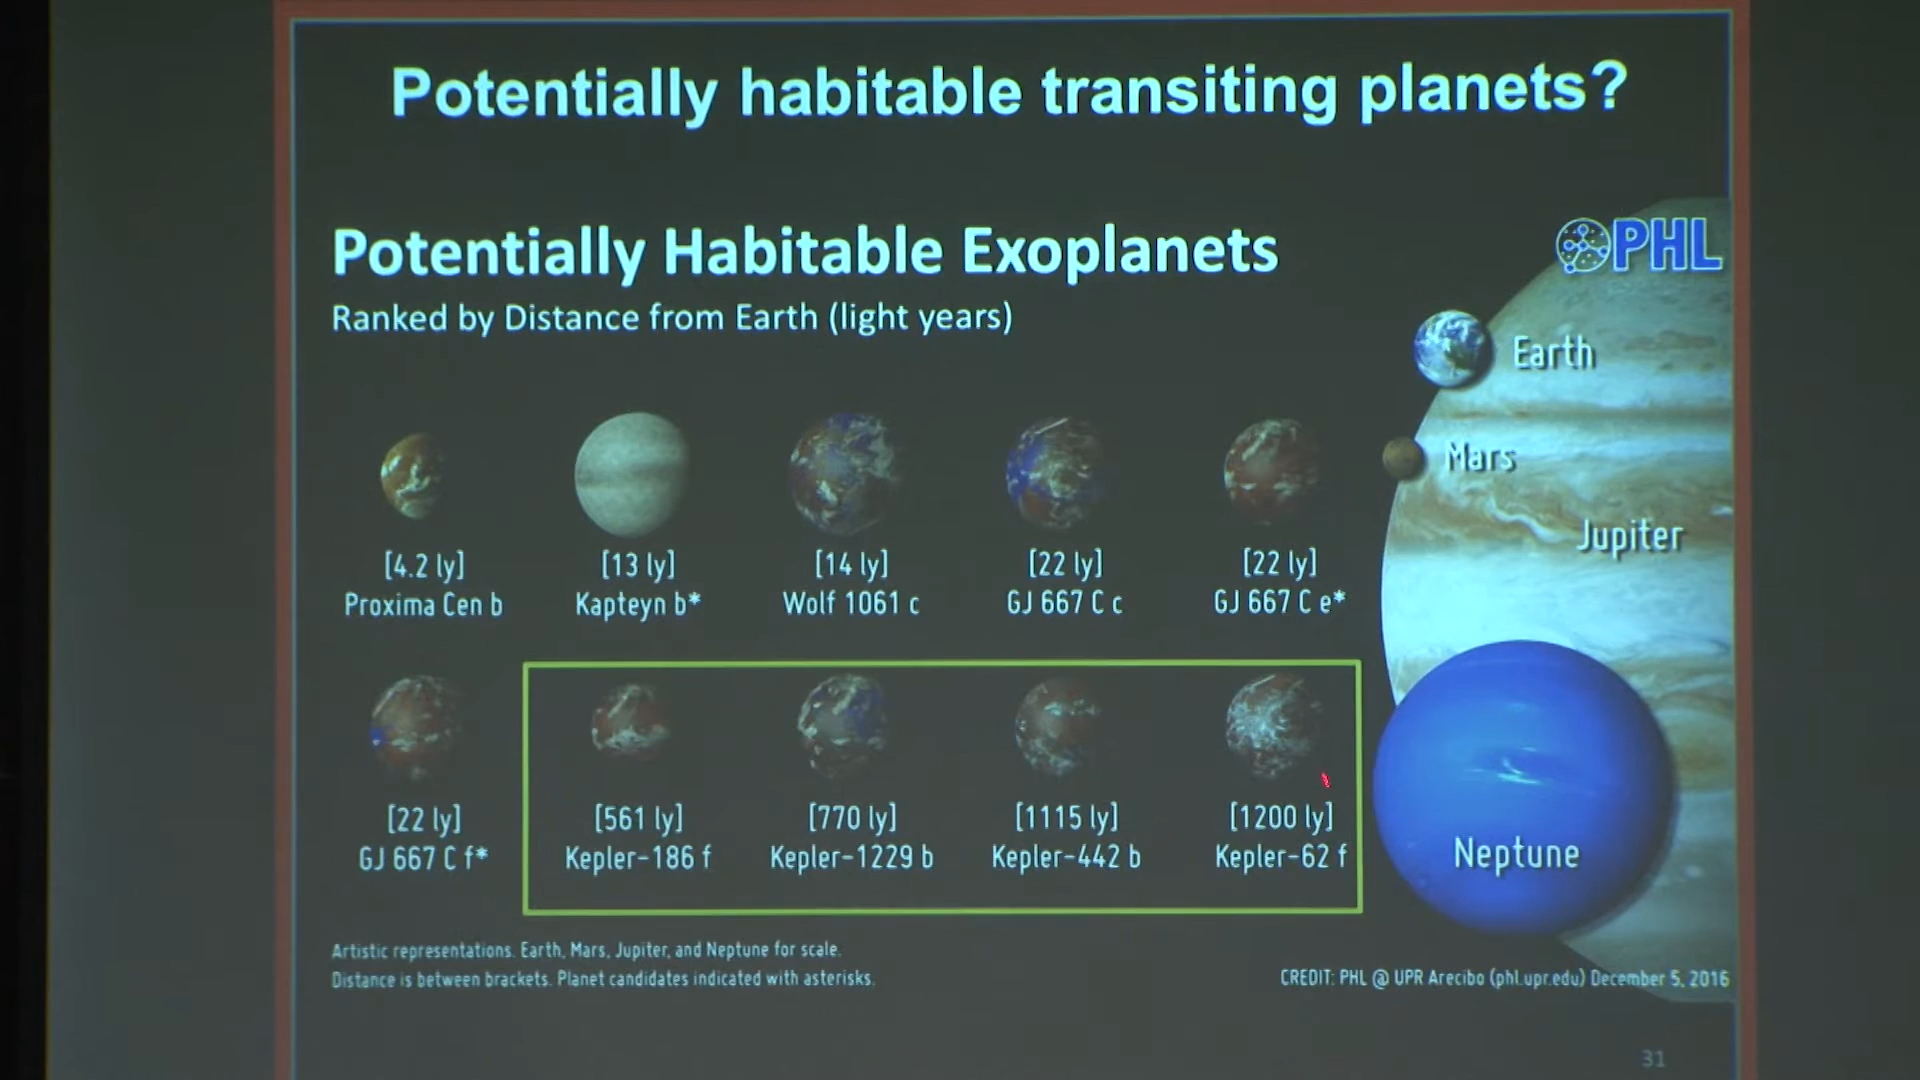 Potentially habitable transiting planets?
PHL
Potentially Habitable Exoplanets
Ranked by Distance from Earth (light years)
Earth
Mars
Jupiter
[4.2 ly] [13 ly] [14 ly] [22 ly] [22 ly]
Proxima Cen b Kapteyn b* Wolf 1061 c GJ 667 C c GJ 667 C e*
[22 ly] [561 ly] [770 ly] [1115 ly] [1200 ly]
GJ 667 C f* Kepler-186 f Kepler-1229 b Kepler-442 b Kepler-62 f
Neptune
Artistic representations. Earth, Mars, Jupiter, and Neptune for scale.
Distance is between brackets. Planet candidates indicated with asterisks.
CREDIT: PHL @ UPR Arecibo (phl.upr.edu) December 5, 2016
31